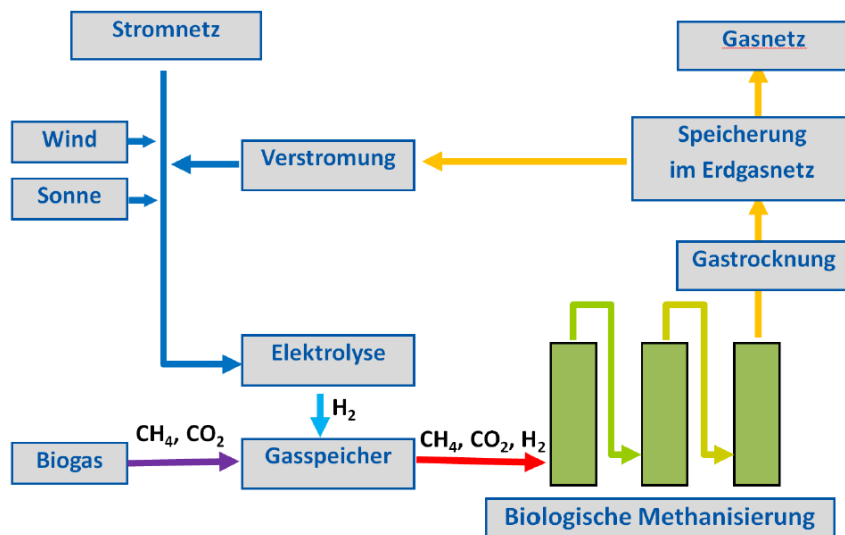 Stromnetz
Gasnetz
Wind
Verstromung
Speicherung
im Erdgasnetz
Sonne
Gastrocknung
Elektrolyse
H₂
CH₄, CO₂
CH₄, CO₂, H₂
Biogas
Gasspeicher
Biologische Methanisierung